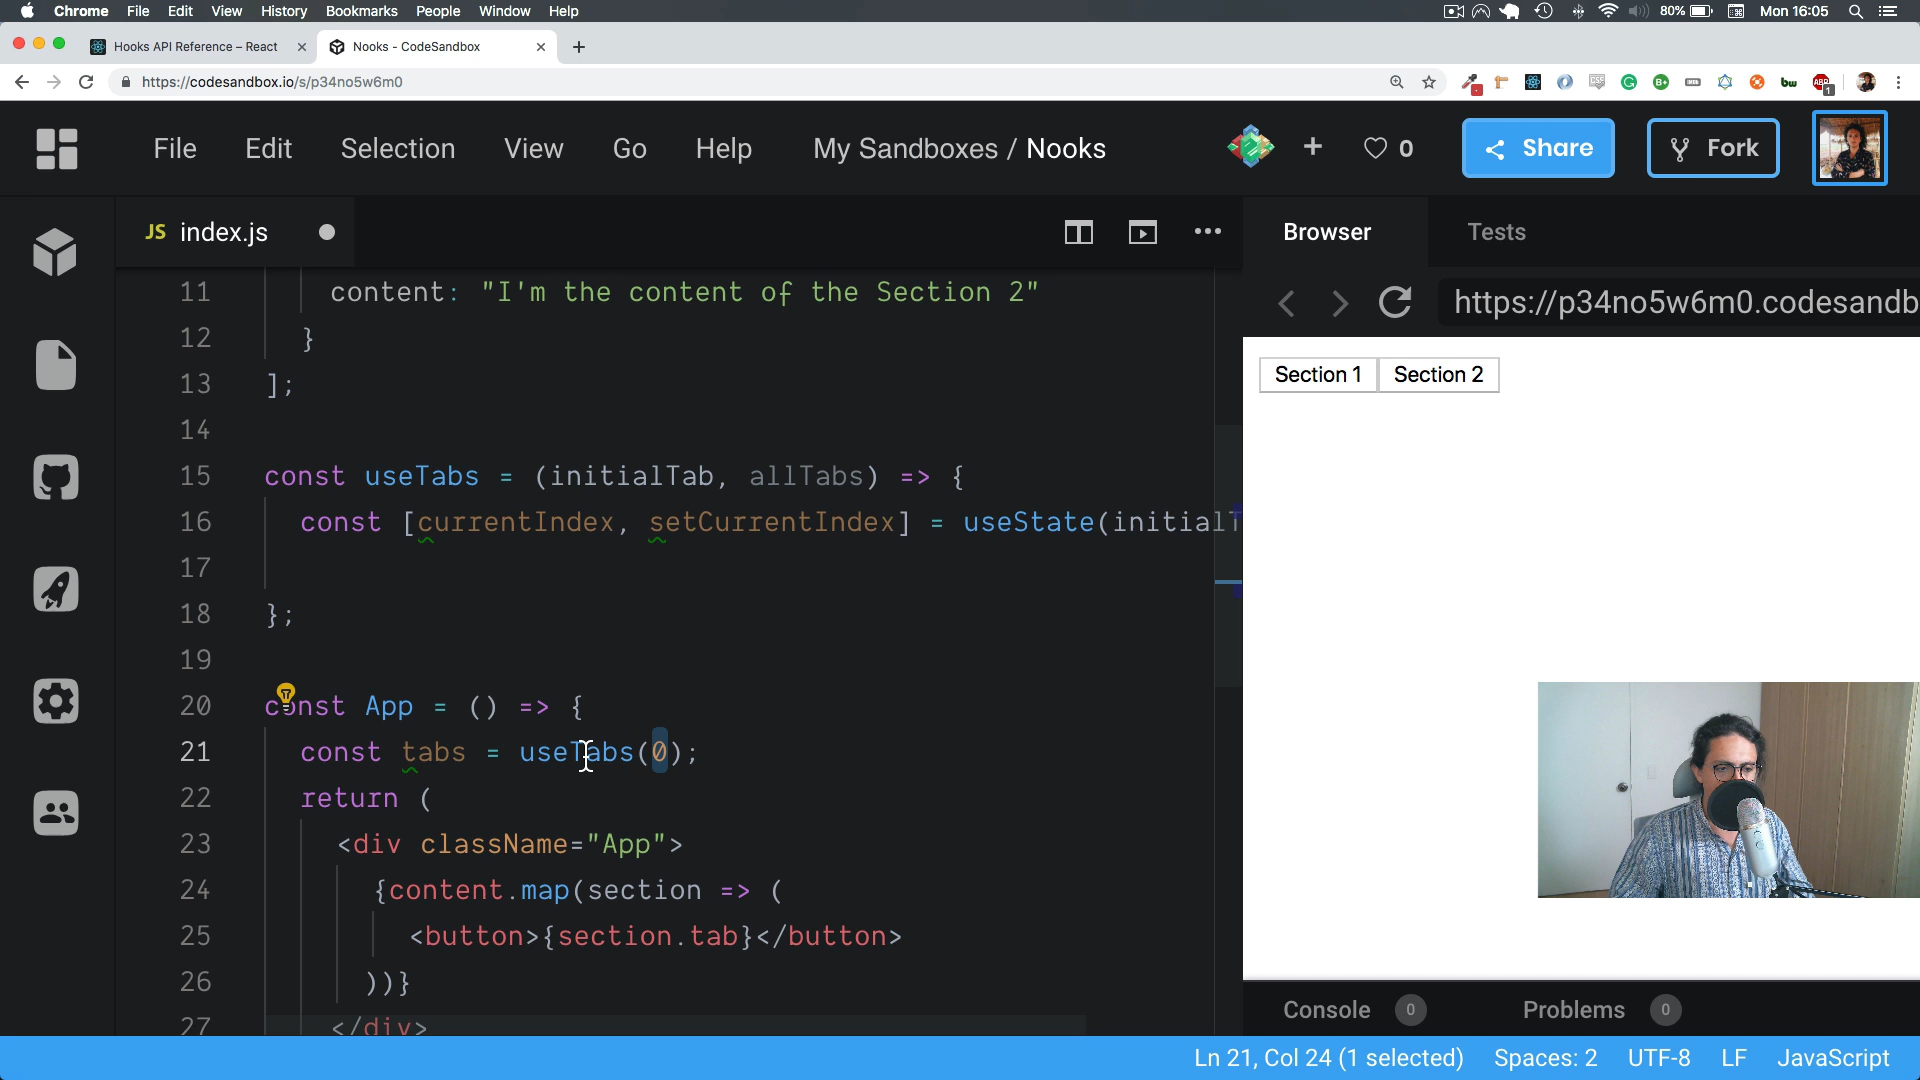 Chrome File Edit View History Bookmarks People Window Help 80% Mon 16:05
Hooks API Reference – React Nooks - CodeSandbox
https://codesandbox.io/s/p34no5w6m0
File Edit Selection View Go Help My Sandboxes / Nooks 0 Share Fork
JS index.js
Browser Tests
https://p34no5w6m0.codesandb
11 content: "I'm the content of the Section 2"
12 }
13 ];
14
15 const useTabs = (initialTab, allTabs) => {
16 const [currentIndex, setCurrentIndex] = useState(initialT
17
18 };
19
20 const App = () => {
21 const tabs = useTabs(0);
22 return (
23 <div className="App">
24 {content.map(section => (
25 <button>{section.tab}</button>
26 ))}
27 </div>
Section 1 Section 2
Console 0 Problems 0
Ln 21, Col 24 (1 selected) Spaces: 2 UTF-8 LF JavaScript